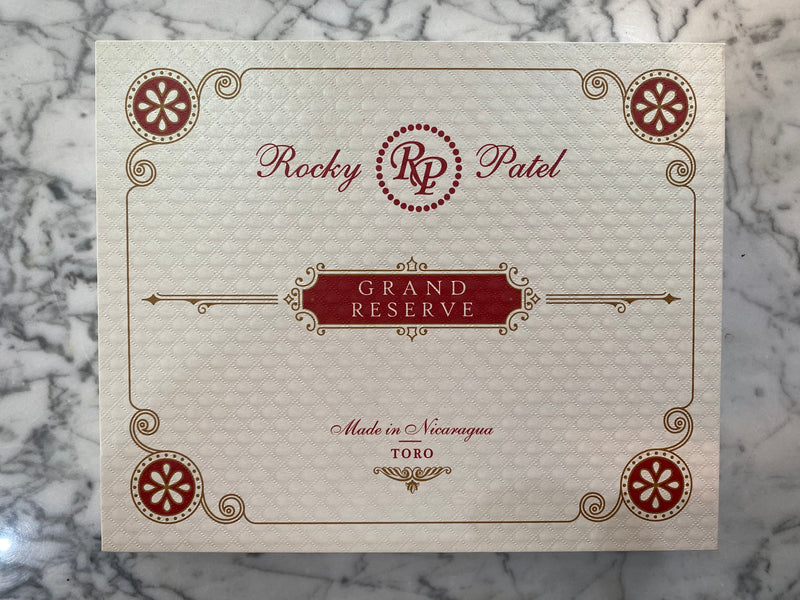 Rocky RP Patel
GRAND
RESERVE
Made in Nicaragua
TORO